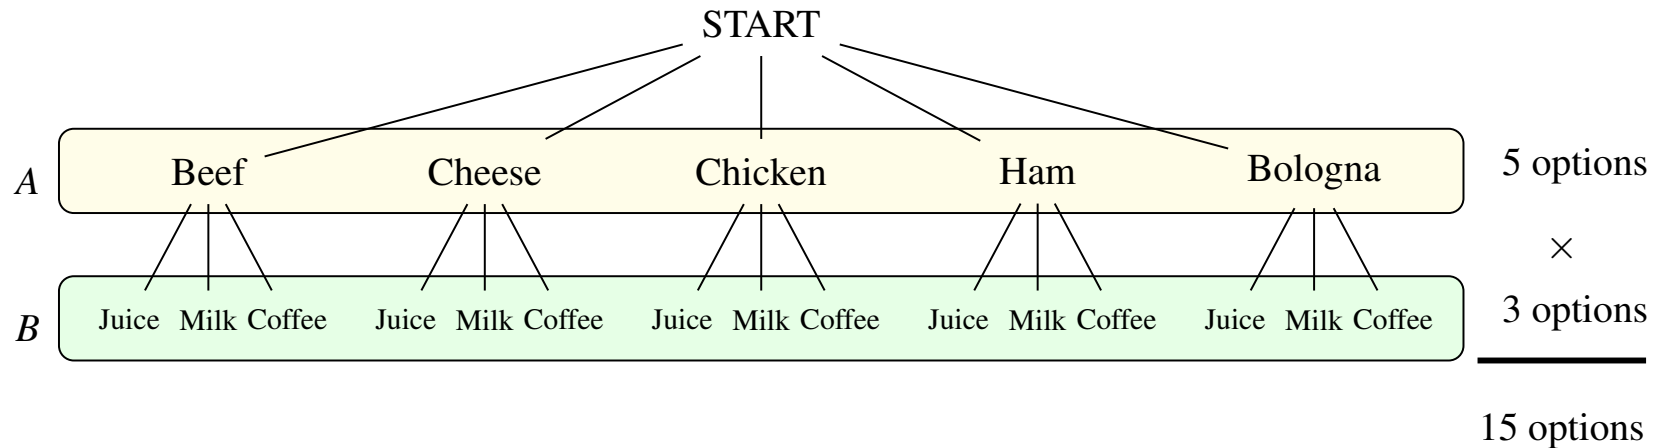 START
A Beef Cheese Chicken Ham Bologna 5 options
×
B Juice Milk Coffee Juice Milk Coffee Juice Milk Coffee Juice Milk Coffee Juice Milk Coffee 3 options
15 options